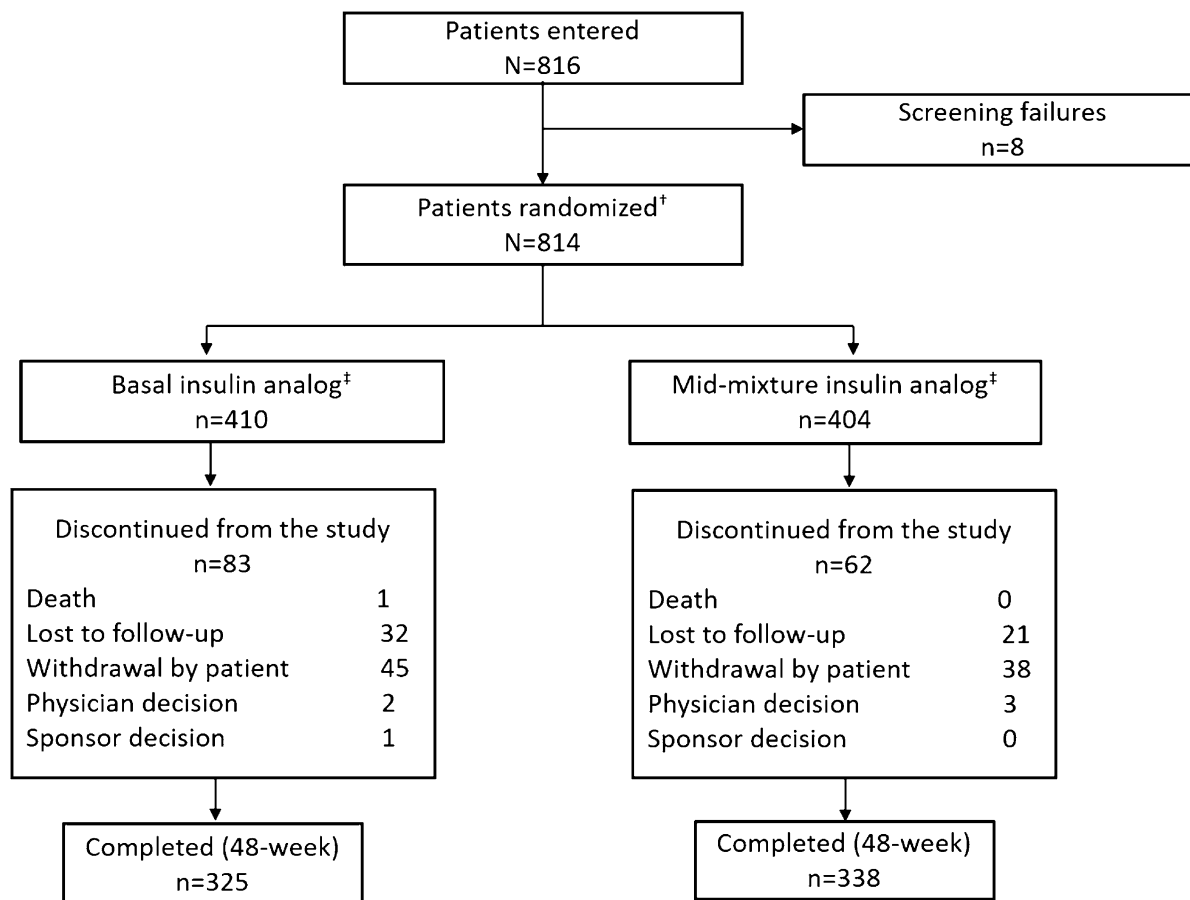 Patients entered
N=816
Screening failures
n=8
Patients randomized†
N=814
Basal insulin analog‡
n=410
Mid-mixture insulin analog‡
n=404
Discontinued from the study
n=83
Death 1
Lost to follow-up 32
Withdrawal by patient 45
Physician decision 2
Sponsor decision 1
Discontinued from the study
n=62
Death 0
Lost to follow-up 21
Withdrawal by patient 38
Physician decision 3
Sponsor decision 0
Completed (48-week)
n=325
Completed (48-week)
n=338